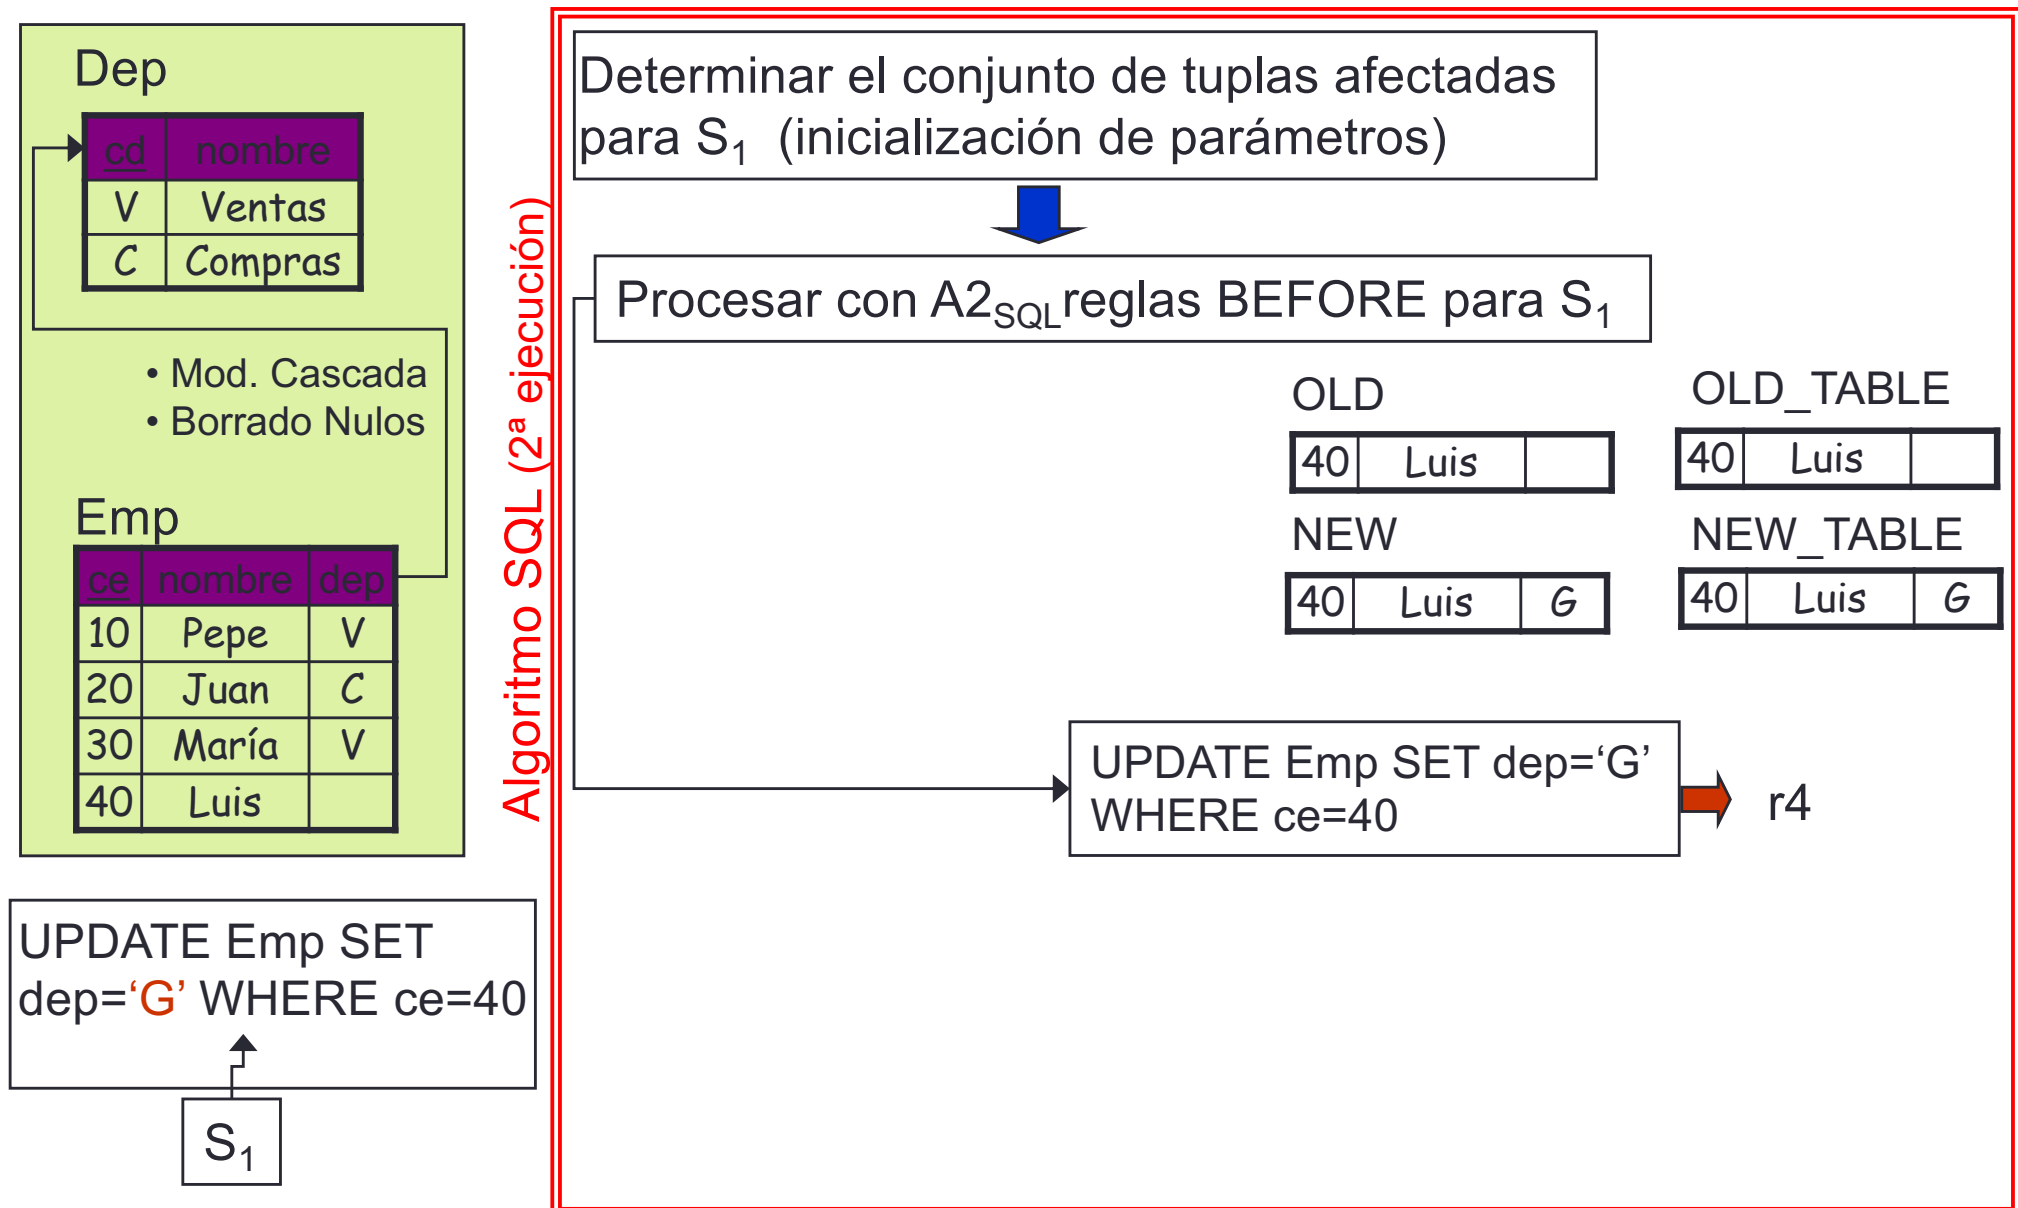 Dep
cd nombre
V Ventas
C Compras
• Mod. Cascada
• Borrado Nulos
Emp
ce nombre dep
10 Pepe V
20 Juan C
30 María V
40 Luis
UPDATE Emp SET
dep=‘G’ WHERE ce=40
S1
Algoritmo SQL (2ª ejecución)
Determinar el conjunto de tuplas afectadas
para S1 (inicialización de parámetros)
Procesar con A2SQL reglas BEFORE para S1
OLD
40 Luis
OLD_TABLE
40 Luis
NEW
40 Luis G
NEW_TABLE
40 Luis G
UPDATE Emp SET dep=‘G’
WHERE ce=40
r4